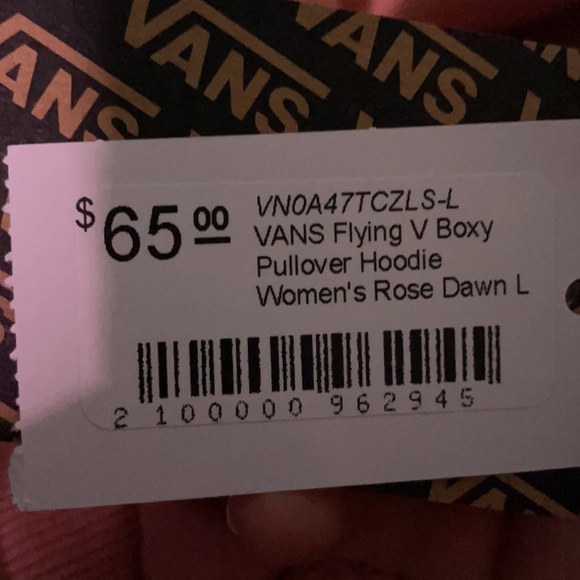 VANS
VANS
VANS
$65 00
VN0A47TCZLS-L
VANS Flying V Boxy
Pullover Hoodie
Women's Rose Dawn L
2 100000 962945